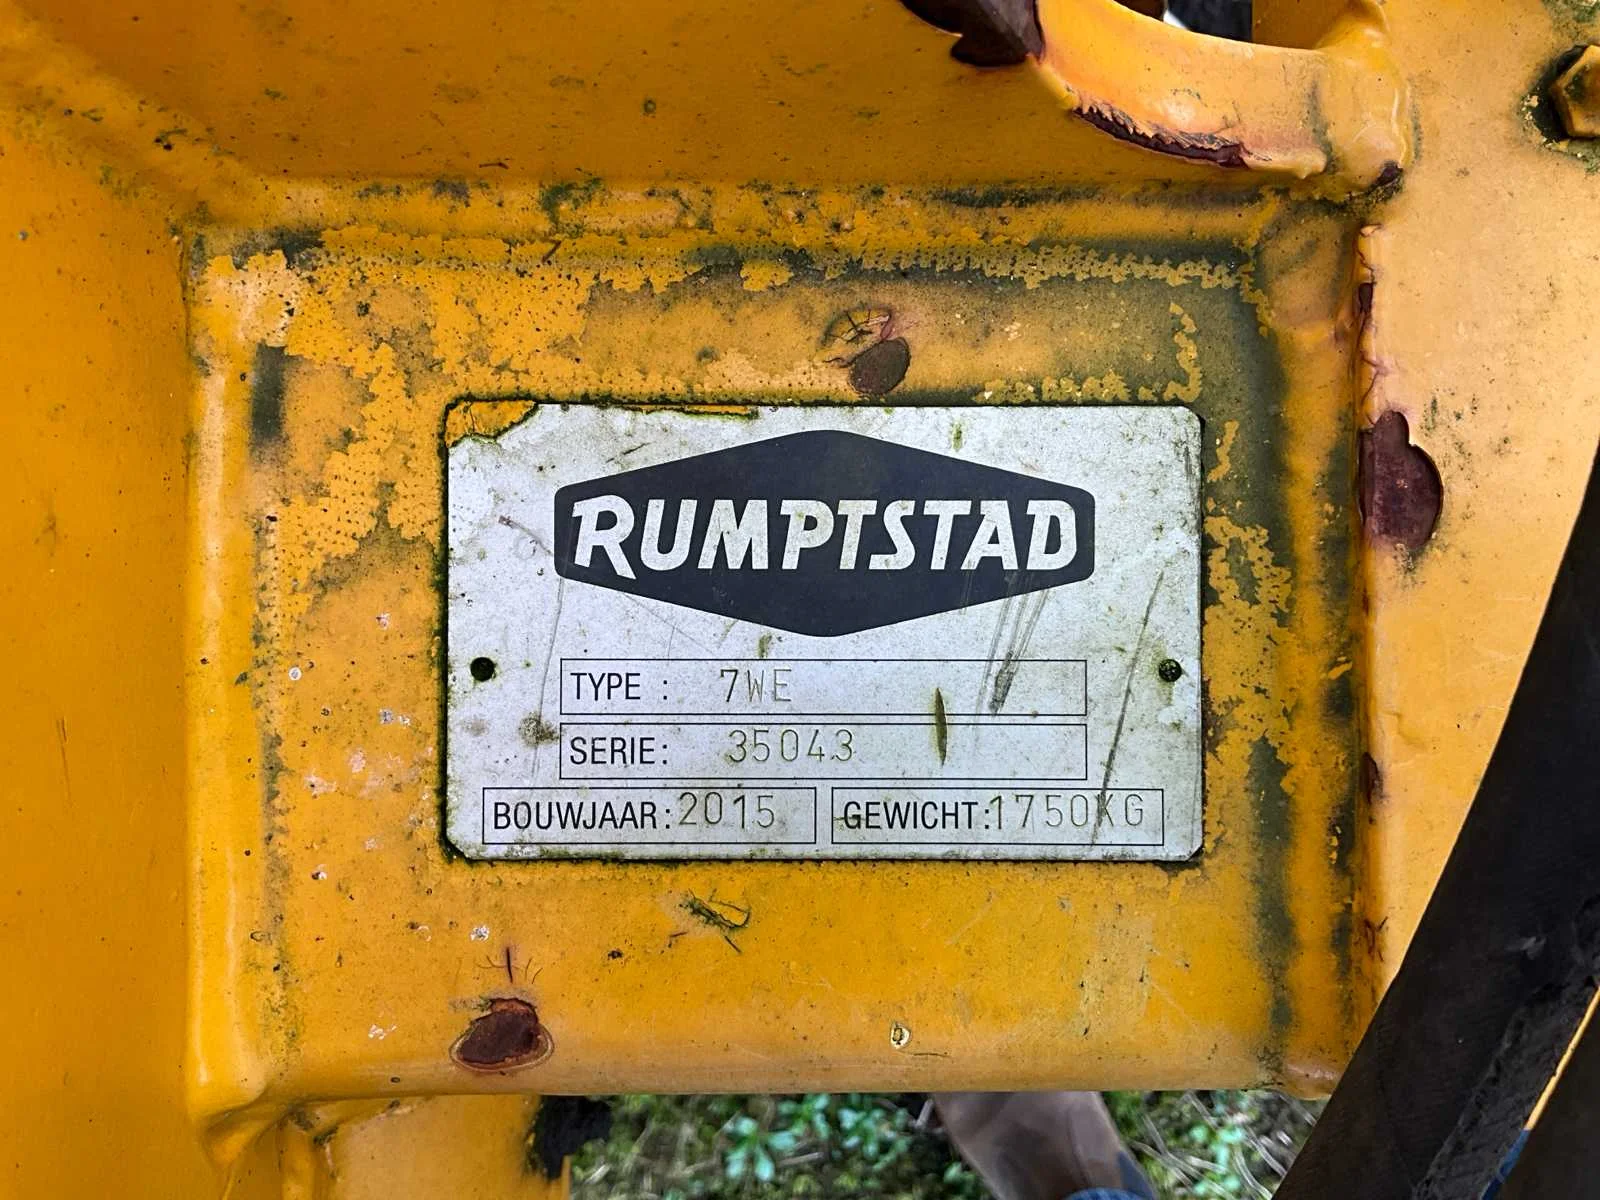 RUMPTSTAD
TYPE : 7WE
SERIE: 35043
BOUWJAAR: 2015 GEWICHT: 1750KG